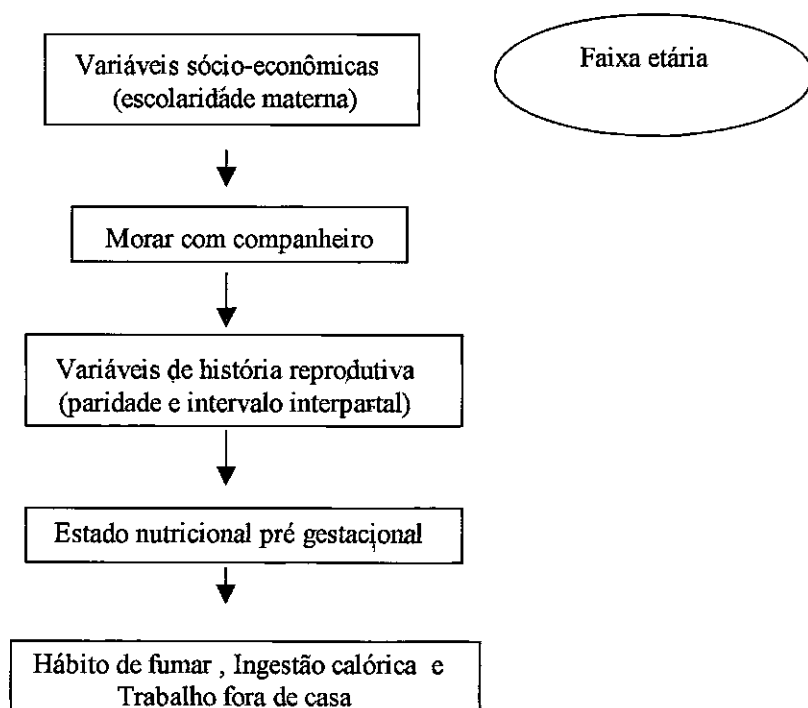 Variáveis sócio-econômicas
(escolaridade materna)
Faixa etária
Morar com companheiro
Variáveis de história reprodutiva
(paridade e intervalo interpartal)
Estado nutricional pré gestacional
Hábito de fumar , Ingestão calórica e
Trabalho fora de casa